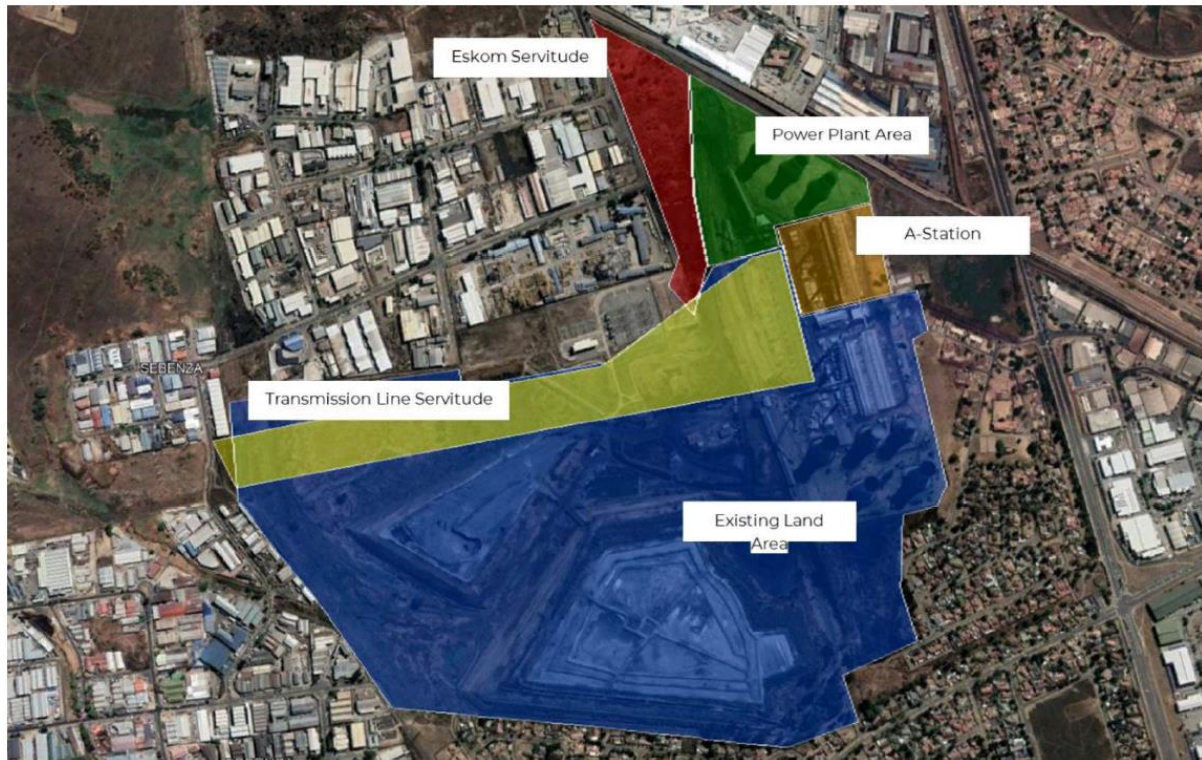 Eskom Servitude
Power Plant Area
A-Station
SEBENZA
Transmission Line Servitude
Existing Land
Area